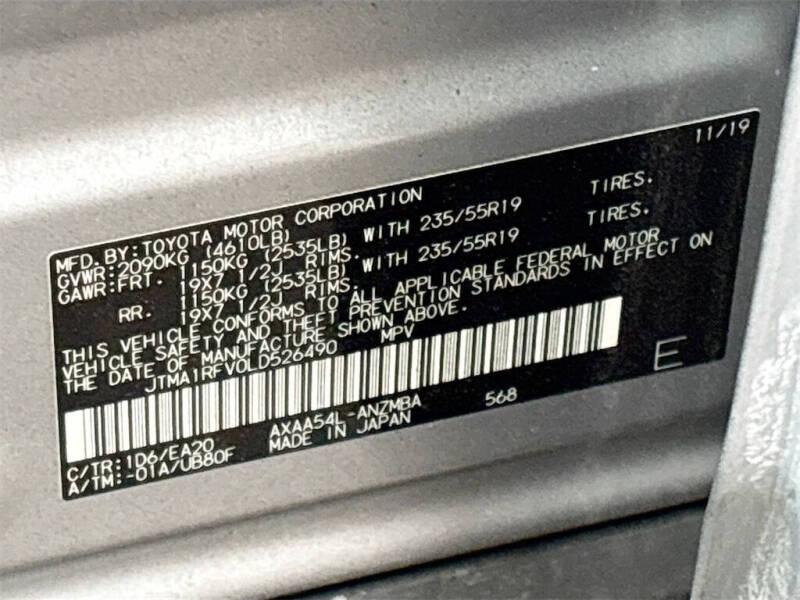 11/19
MFD. BY:TOYOTA MOTOR CORPORATION
GVWR:2090KG (4610LB)
GAWR:FRT. 1150KG (2535LB) WITH 235/55R19 TIRES.
19X7 1/2J RIMS.
RR. 1150KG (2535LB) WITH 235/55R19 TIRES.
19X7 1/2J RIMS.
THIS VEHICLE CONFORMS TO ALL APPLICABLE FEDERAL MOTOR
VEHICLE SAFETY AND THEFT PREVENTION STANDARDS IN EFFECT ON
THE DATE OF MANUFACTURE SHOWN ABOVE.
JTMA1RFV0LD526490 MPV
E
C/TR:1D6/EA20 AXAA54L-ANZMBA 568
A/TM:-01A/UB80F MADE IN JAPAN